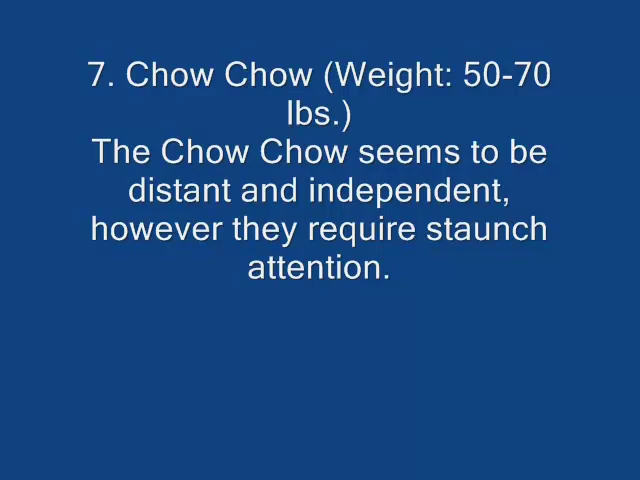 7. Chow Chow (Weight: 50-70
lbs.)
The Chow Chow seems to be
distant and independent,
however they require staunch
attention.